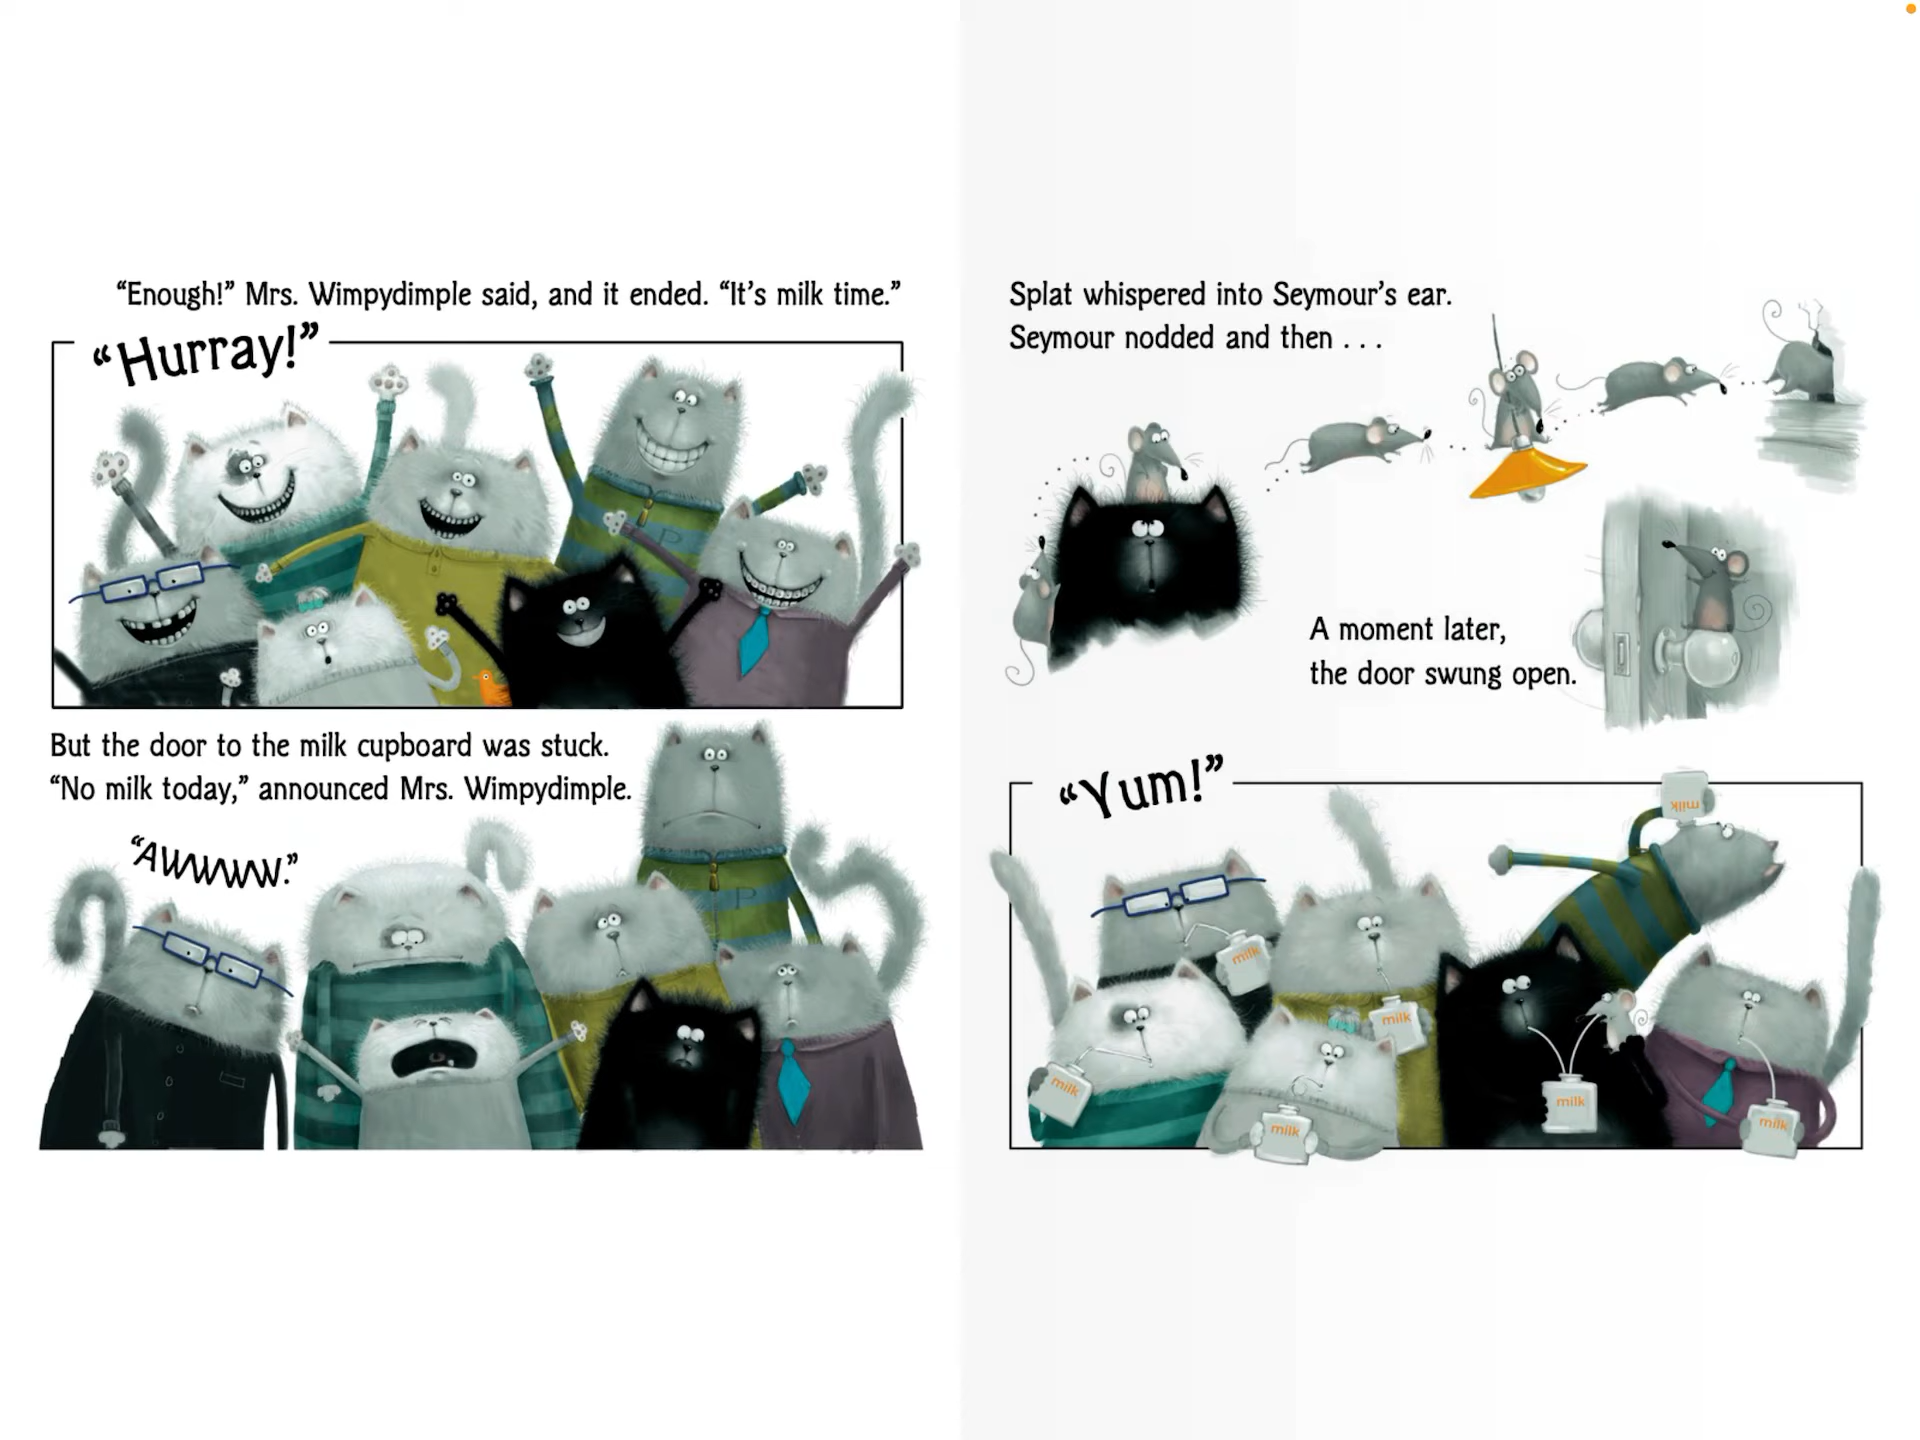 “Enough!” Mrs. Wimpydimple said, and it ended. “It’s milk time.”
“Hurray!”
P
But the door to the milk cupboard was stuck.
“No milk today,” announced Mrs. Wimpydimple.
“Awwww.”
P
Splat whispered into Seymour’s ear.
Seymour nodded and then . . .
A moment later,
the door swung open.
“Yum!”
milk
milk
milk
milk
milk
milk
milk